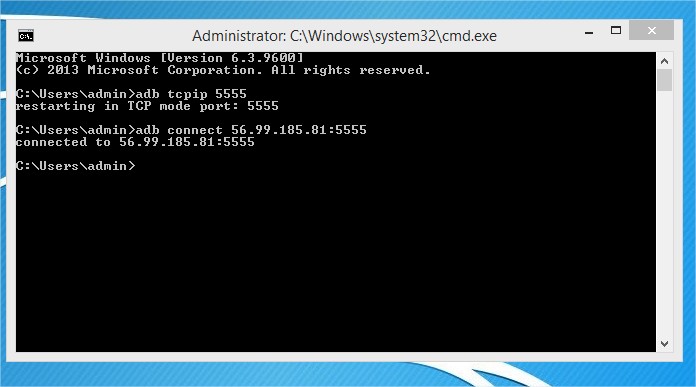 Administrator: C:\Windows\system32\cmd.exe
Microsoft Windows [Version 6.3.9600]
(c) 2013 Microsoft Corporation. All rights reserved.
C:\Users\admin>adb tcpip 5555
restarting in TCP mode port: 5555
C:\Users\admin>adb connect 56.99.185.81:5555
connected to 56.99.185.81:5555
C:\Users\admin>